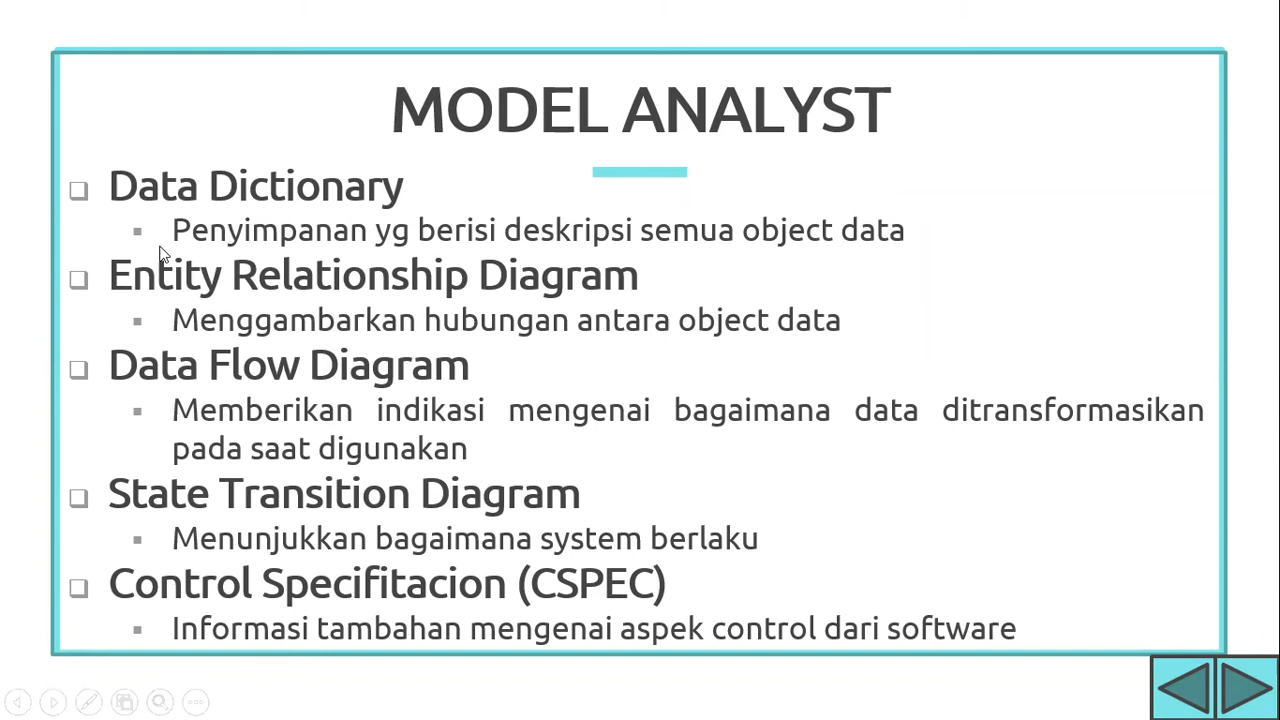 MODEL ANALYST
Data Dictionary
Penyimpanan yg berisi deskripsi semua object data
Entity Relationship Diagram
Menggambarkan hubungan antara object data
Data Flow Diagram
Memberikan indikasi mengenai bagaimana data ditransformasikan
pada saat digunakan
State Transition Diagram
Menunjukkan bagaimana system berlaku
Control Specifitacion (CSPEC)
Informasi tambahan mengenai aspek control dari software